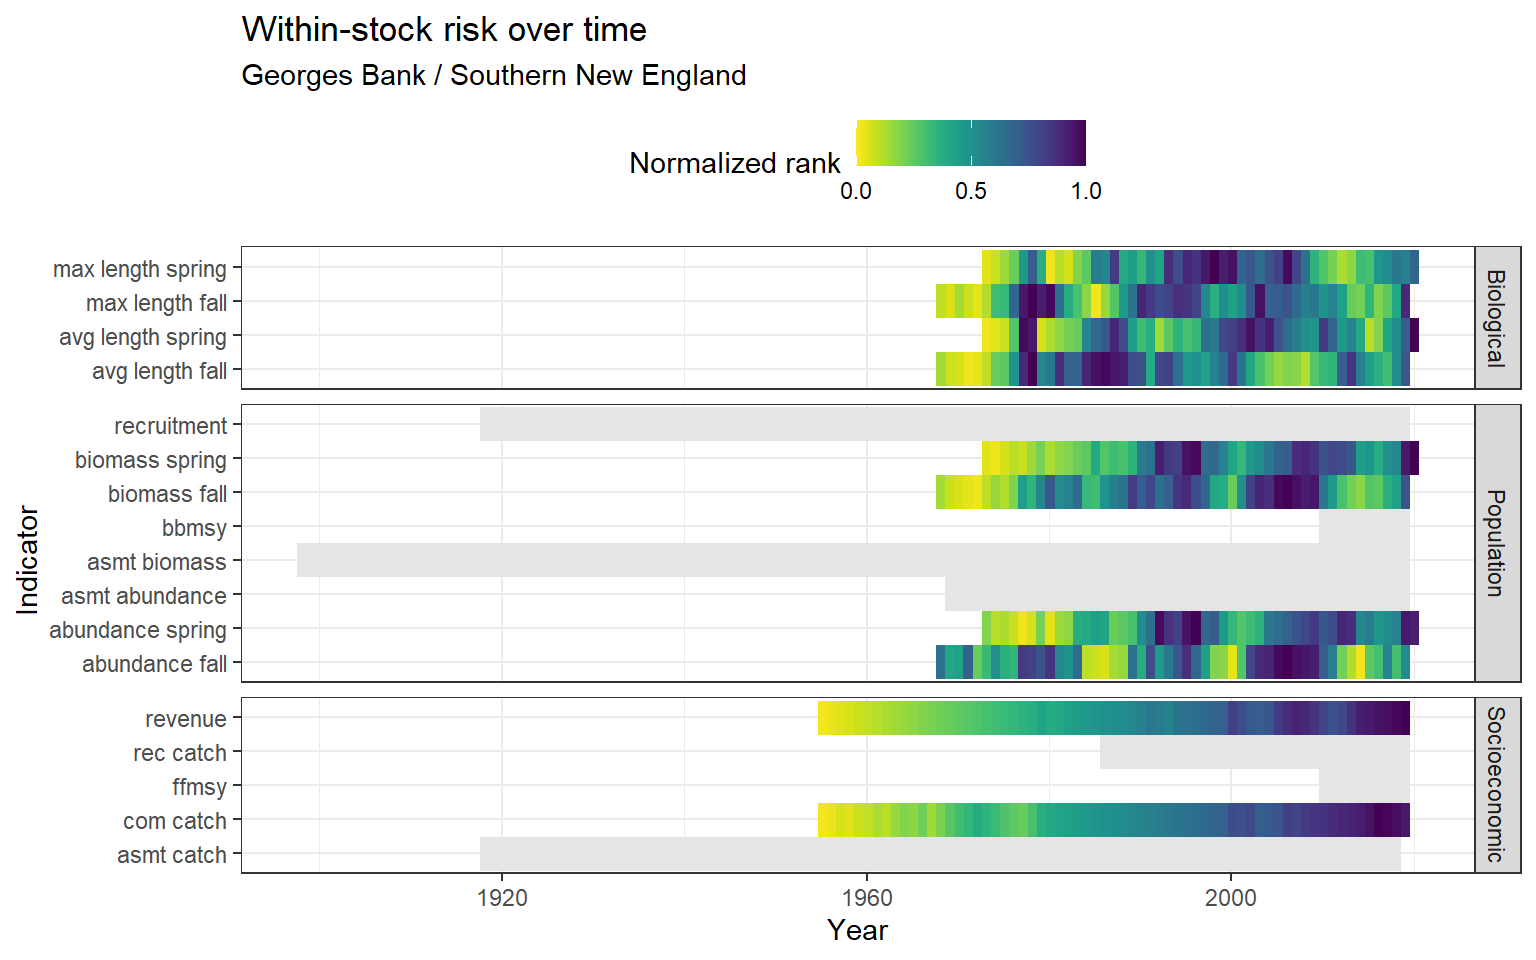 Within-stock risk over time
Georges Bank / Southern New England
Normalized rank
0.0 0.5 1.0
max length spring
max length fall
avg length spring
avg length fall
Biological
recruitment
biomass spring
biomass fall
bbmsy
asmt biomass
asmt abundance
abundance spring
abundance fall
Population
revenue
rec catch
ffmsy
com catch
asmt catch
Socioeconomic
Indicator
1920 1960 2000
Year